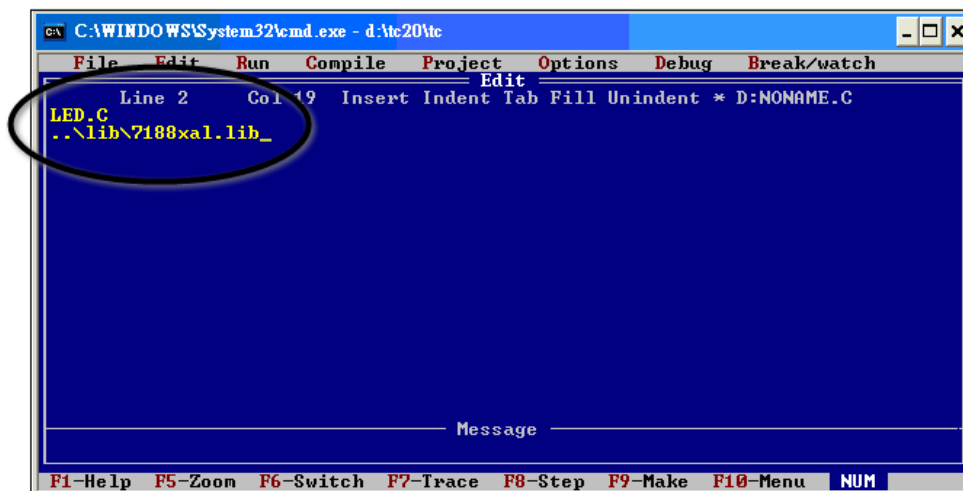 C:\WINDOWS\System32\cmd.exe - d:\tc20\tc
File Edit Run Compile Project Options Debug Break/watch
Edit
Line 2 Col 19 Insert Indent Tab Fill Unindent * D:NONAME.C
LED.C
..\lib\7188xal.lib_
Message
F1-Help F5-Zoom F6-Switch F7-Trace F8-Step F9-Make F10-Menu NUM